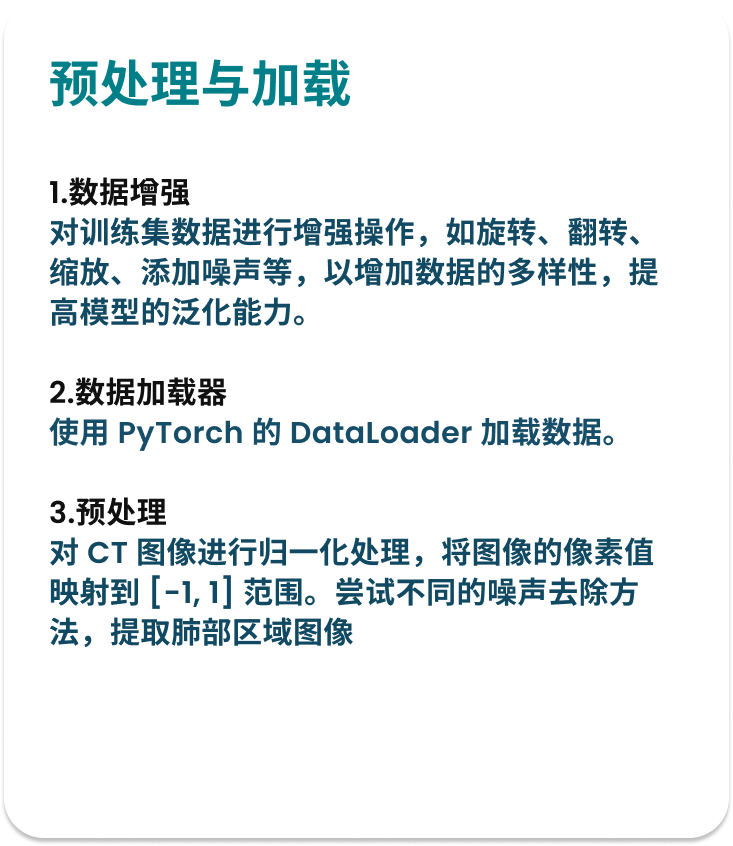 预处理与加载
1.数据增强
对训练集数据进行增强操作，如旋转、翻转、
缩放、添加噪声等，以增加数据的多样性，提
高模型的泛化能力。
2.数据加载器
使用 PyTorch 的 DataLoader 加载数据。
3.预处理
对 CT 图像进行归一化处理，将图像的像素值
映射到 [-1, 1] 范围。尝试不同的噪声去除方
法，提取肺部区域图像